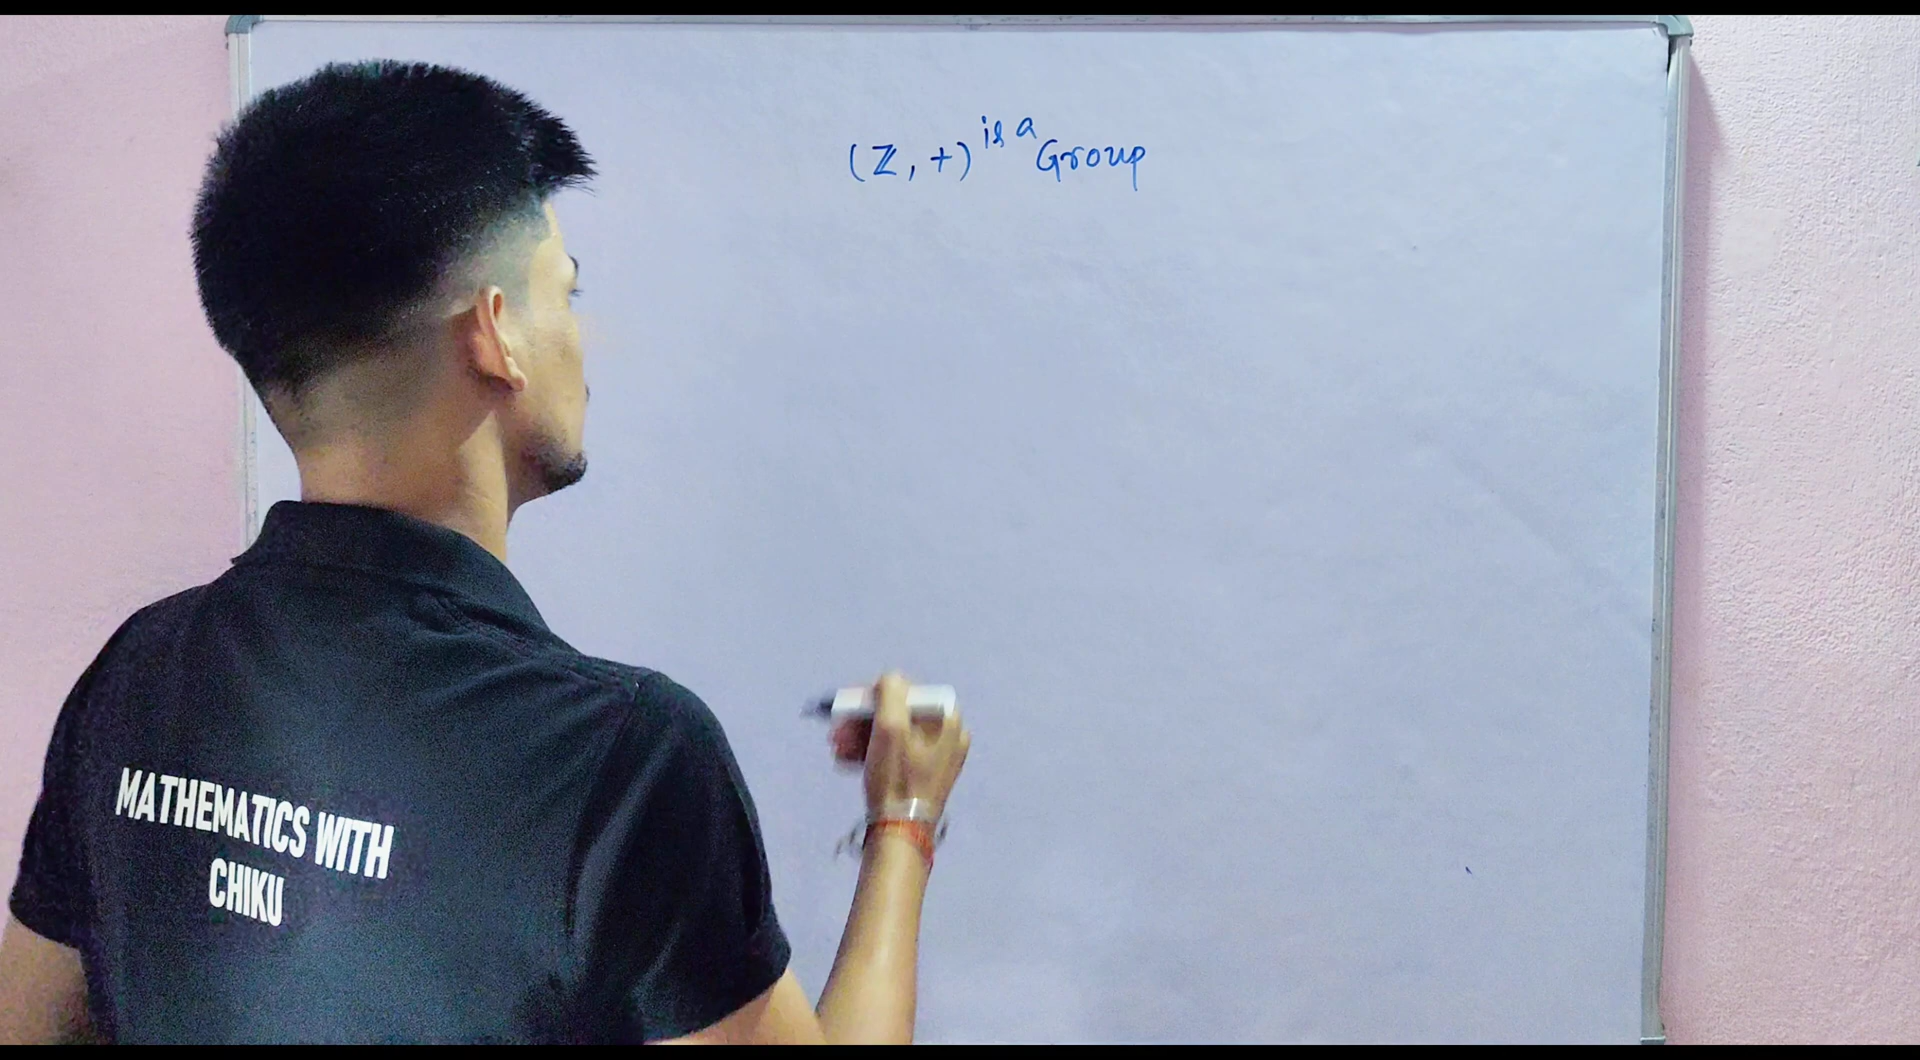 (ℤ, +) is a Group
MATHEMATICS WITH
CHIKU